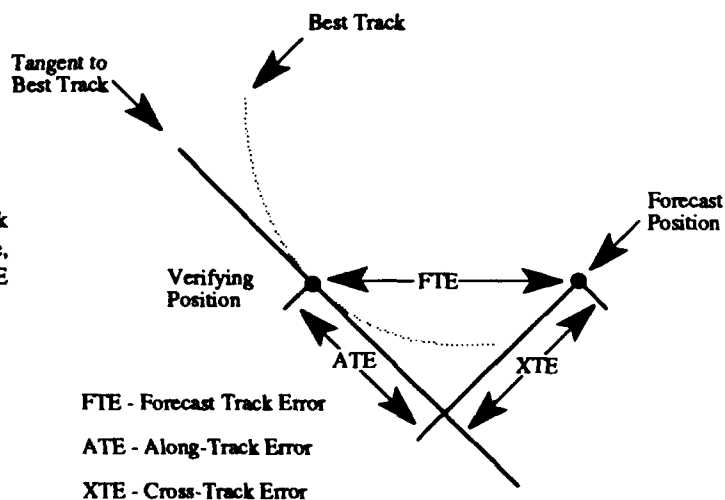 Best Track
Tangent to
Best Track
Forecast
Position
k
e,
E
Verifying
Position
FTE
ATE
XTE
FTE - Forecast Track Error
ATE - Along-Track Error
XTE - Cross-Track Error